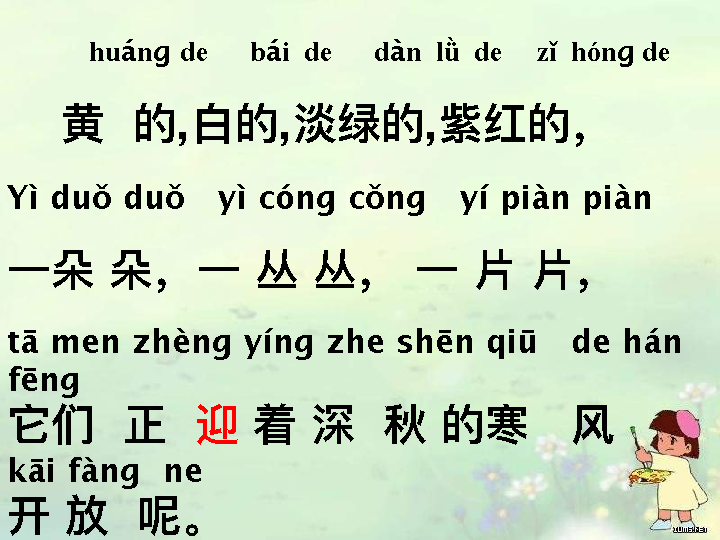 huáng de bái de dàn lǜ de zǐ hóng de
黄 的,白的,淡绿的,紫红的，
Yì duǒ duǒ yì cóng cǒng yí piàn piàn
一朵 朵，一 丛 丛， 一 片 片，
tā men zhèng yíng zhe shēn qiū de hán
fēng
它们 正 迎 着 深 秋 的寒 风
kāi fàng ne
开 放 呢。